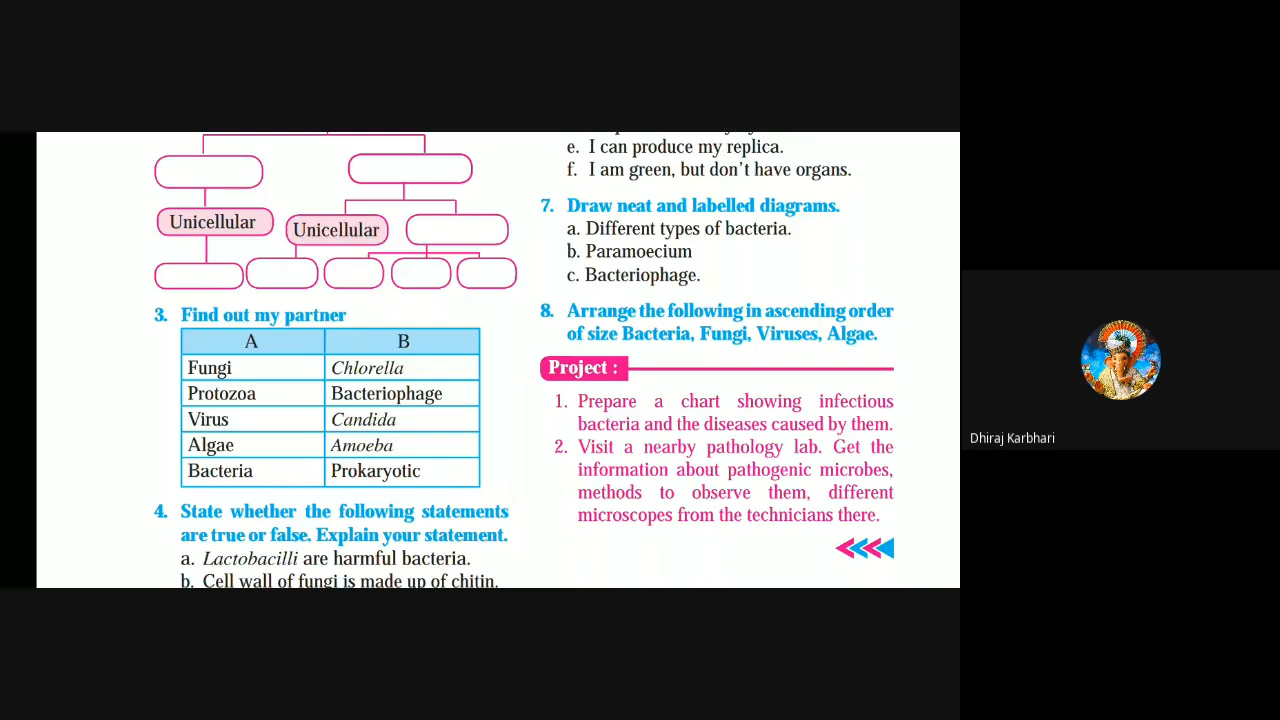 Unicellular
Unicellular
3. Find out my partner
A B
Fungi Chlorella
Protozoa Bacteriophage
Virus Candida
Algae Amoeba
Bacteria Prokaryotic
4. State whether the following statements
are true or false. Explain your statement.
a. Lactobacilli are harmful bacteria.
b. Cell wall of fungi is made up of chitin.
e. I can produce my replica.
f. I am green, but don't have organs.
7. Draw neat and labelled diagrams.
a. Different types of bacteria.
b. Paramoecium
c. Bacteriophage.
8. Arrange the following in ascending order
of size Bacteria, Fungi, Viruses, Algae.
Project :
1. Prepare a chart showing infectious
bacteria and the diseases caused by them.
2. Visit a nearby pathology lab. Get the
information about pathogenic microbes,
methods to observe them, different
microscopes from the technicians there.
Dhiraj Karbhari